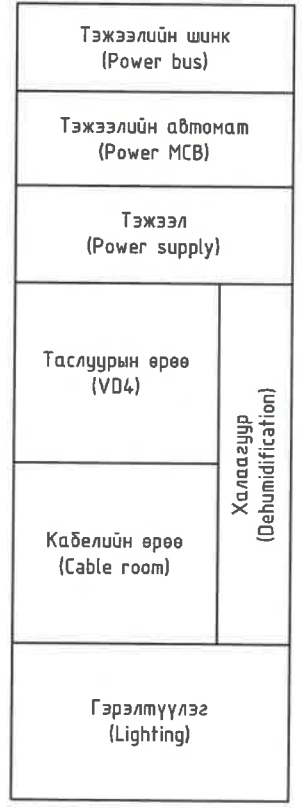 Тэжээлийн шинк
(Power bus)
Тэжээлийн автомат
(Power MCB)
Тэжээл
(Power supply)
Таслуурын өрөө
(VD4)
Халаагуур
(Dehumidification)
Кабелийн өрөө
(Cable room)
Гэрэлтүүлэг
(Lighting)